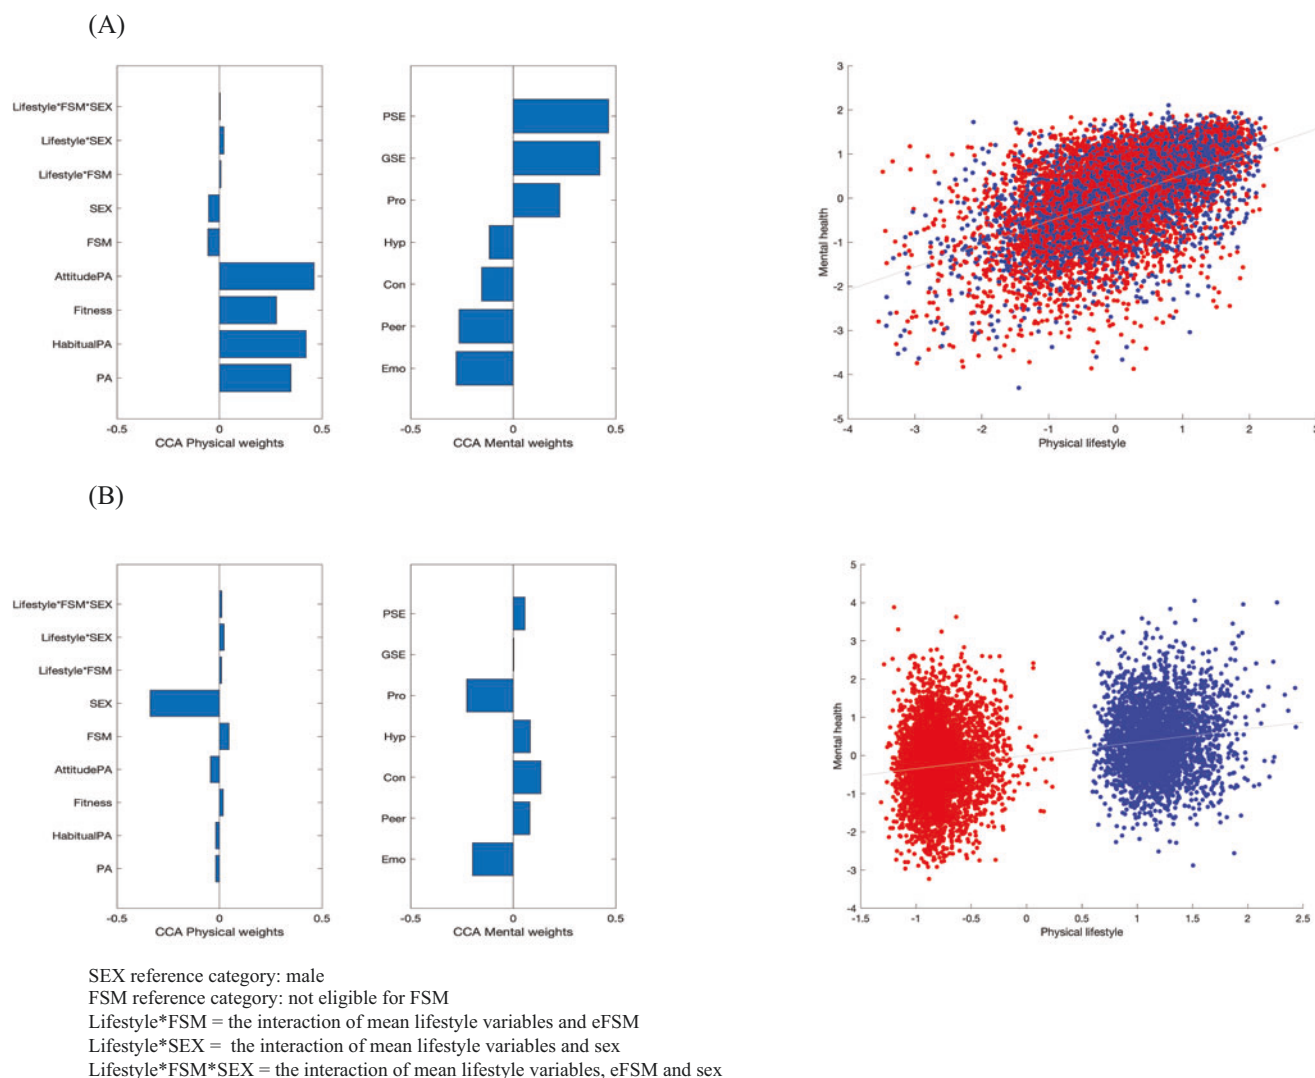 (A)
Lifestyle*FSM*SEX
Lifestyle*SEX
Lifestyle*FSM
SEX
FSM
AttitudePA
Fitness
HabitualPA
PA
-0.5 0 0.5
CCA Physical weights
PSE
GSE
Pro
Hyp
Con
Peer
Emo
-0.5 0 0.5
CCA Mental weights
3
2
1
0
-1
-2
-3
-4
-5
Mental health
-4 -3 -2 -1 0 1 2 3
Physical lifestyle
(B)
Lifestyle*FSM*SEX
Lifestyle*SEX
Lifestyle*FSM
SEX
FSM
AttitudePA
Fitness
HabitualPA
PA
-0.5 0 0.5
CCA Physical weights
PSE
GSE
Pro
Hyp
Con
Peer
Emo
-0.5 0 0.5
CCA Mental weights
5
4
3
2
1
0
-1
-2
-3
-4
Mental health
-1.5 -1 -0.5 0 0.5 1 1.5 2 2.5
Physical lifestyle
SEX reference category: male
FSM reference category: not eligible for FSM
Lifestyle*FSM = the interaction of mean lifestyle variables and eFSM
Lifestyle*SEX = the interaction of mean lifestyle variables and sex
Lifestyle*FSM*SEX = the interaction of mean lifestyle variables, eFSM and sex